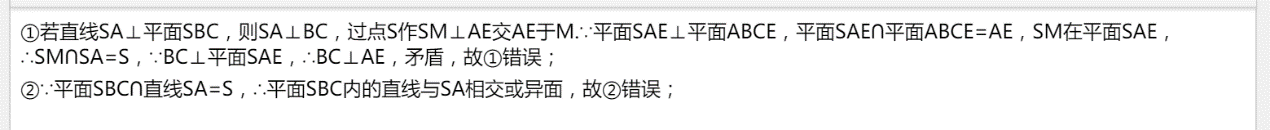 ①若直线SA⊥平面SBC，则SA⊥BC，过点S作SM⊥AE交AE于M.∵平面SAE⊥平面ABCE，平面SAE∩平面ABCE=AE，SM在平面SAE，
∴SM∩SA=S，∵BC⊥平面SAE，∴BC⊥AE，矛盾，故①错误；
②∵平面SBC∩直线SA=S，∴平面SBC内的直线与SA相交或异面，故②错误；